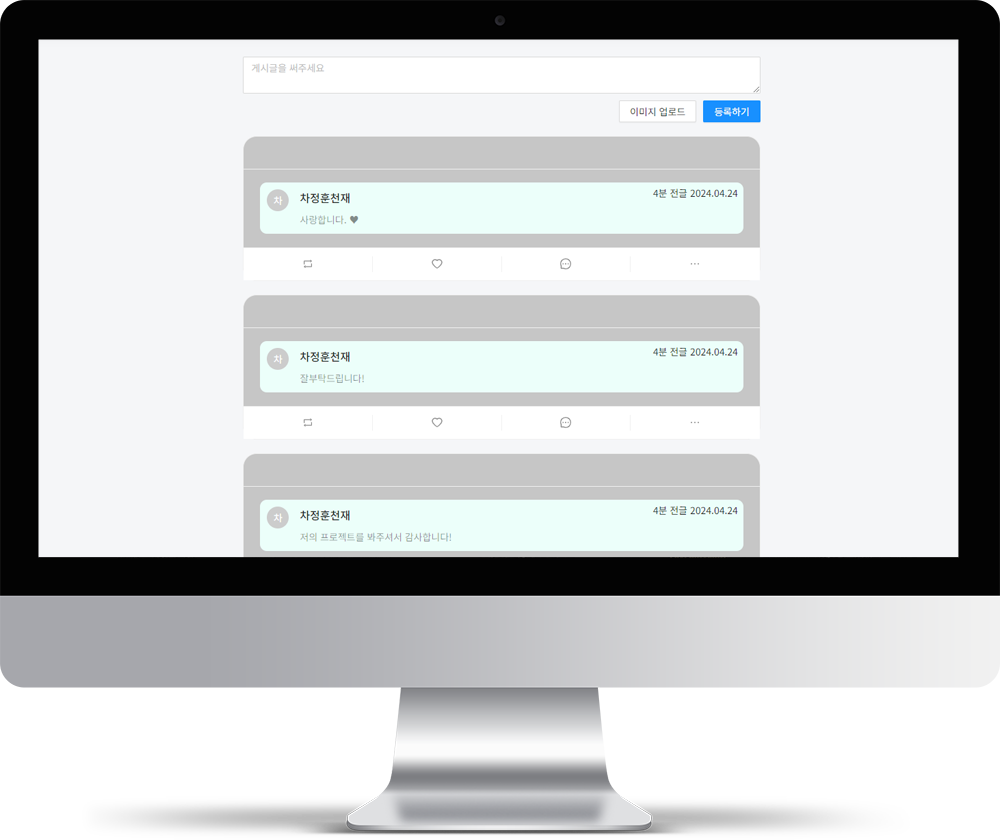 게시글을 써주세요
이미지 업로드
등록하기
차
차정훈천재
4분 전글 2024.04.24
사랑합니다. ♥
차
차정훈천재
4분 전글 2024.04.24
잘부탁드립니다!
차
차정훈천재
4분 전글 2024.04.24
저의 프로젝트를 봐주셔서 감사합니다!